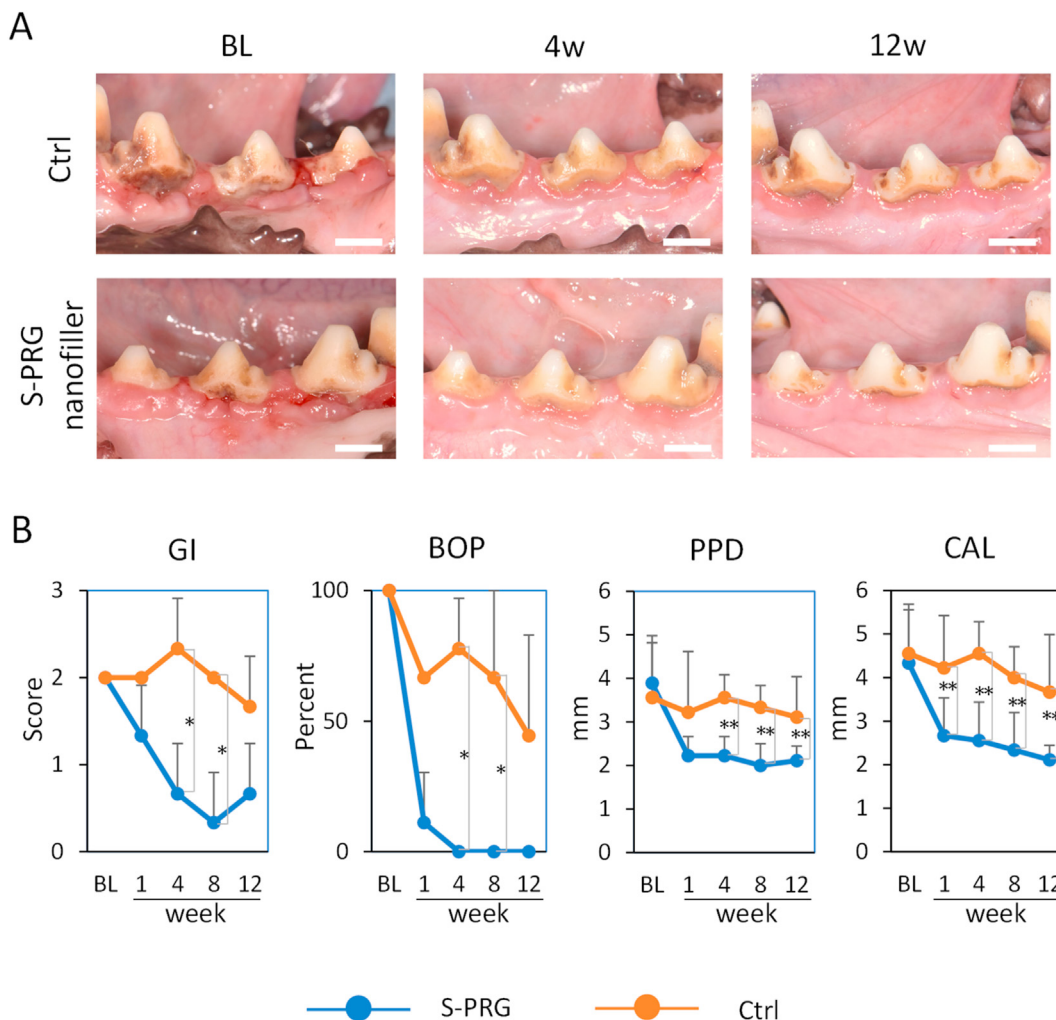 A
BL 4w 12w
Ctrl
S-PRG
nanofiller
B
GI BOP PPD CAL
Score
3
2
1
0
BL 1 4 8 12
week
* *
Percent
100
50
0
BL 1 4 8 12
week
* *
mm
6
5
4
3
2
1
0
BL 1 4 8 12
week
** ** **
mm
6
5
4
3
2
1
0
BL 1 4 8 12
week
** ** ** **
S-PRG Ctrl